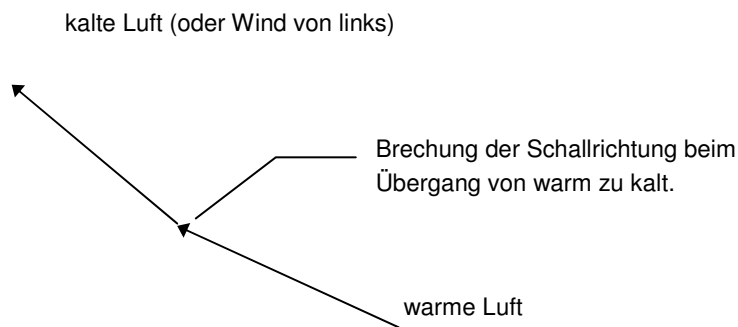 kalte Luft (oder Wind von links)
Brechung der Schallrichtung beim
Übergang von warm zu kalt.
warme Luft